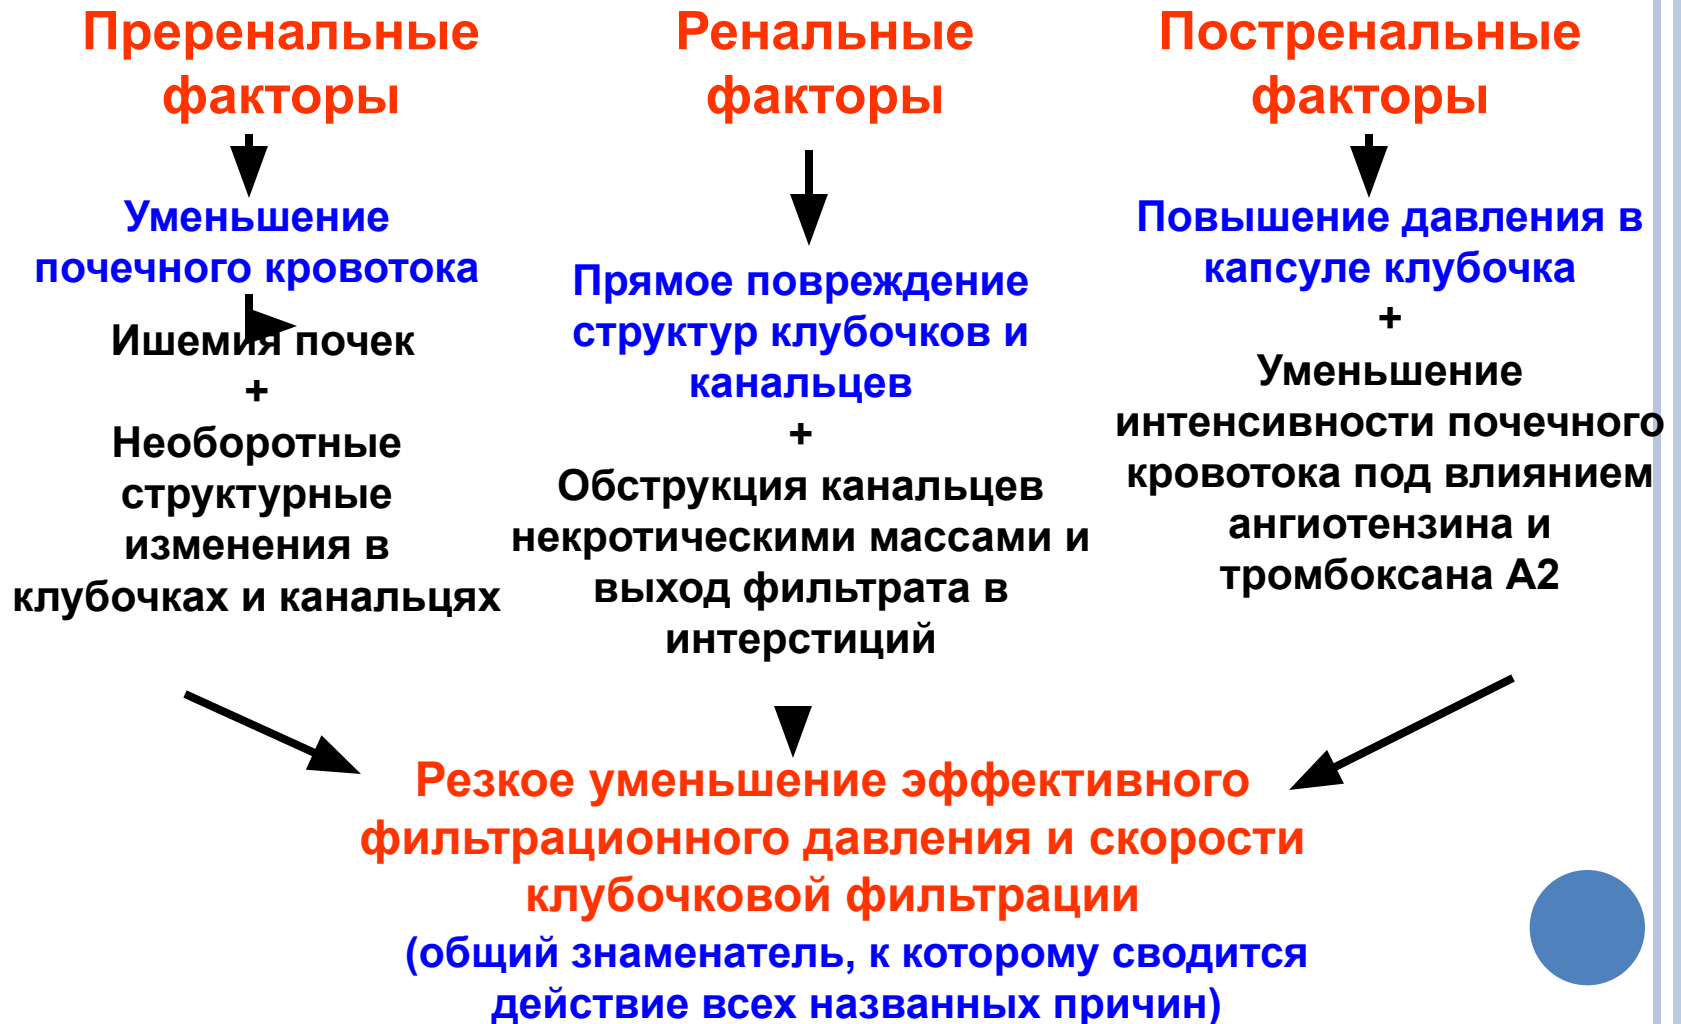 Преренальные
факторы
Уменьшение
почечного кровотока
Ишемия почек
+
Необоротные
структурные
изменения в
клубочках и канальцях
Ренальные
факторы
Прямое повреждение
структур клубочков и
канальцев
+
Обструкция канальцев
некротическими массами и
выход фильтрата в
интерстиций
Постренальные
факторы
Повышение давления в
капсуле клубочка
+
Уменьшение
интенсивности почечного
кровотока под влиянием
ангиотензина и
тромбоксана А2
Резкое уменьшение эффективного
фильтрационного давления и скорости
клубочковой фильтрации
(общий знаменатель, к которому сводится
действие всех названных причин)